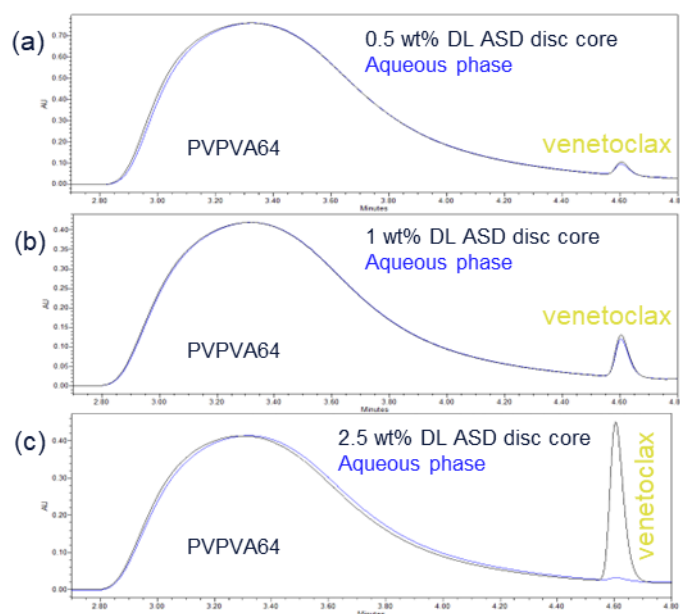 (a)
0.5 wt% DL ASD disc core
Aqueous phase
PVPVA64
venetoclax
AU
0.70
0.60
0.50
0.40
0.30
0.20
0.10
0.00
2.80 3.00 3.20 3.40 3.60 3.80 4.00 4.20 4.40 4.60 4.80
Minutes
(b)
1 wt% DL ASD disc core
Aqueous phase
PVPVA64
venetoclax
AU
0.40
0.35
0.30
0.25
0.20
0.15
0.10
0.05
0.00
2.80 3.00 3.20 3.40 3.60 3.80 4.00 4.20 4.40 4.60 4.80
Minutes
(c)
2.5 wt% DL ASD disc core
Aqueous phase
PVPVA64
venetoclax
AU
0.40
0.30
0.20
0.10
0.00
2.80 3.00 3.20 3.40 3.60 3.80 4.00 4.20 4.40 4.60 4.80
Minutes